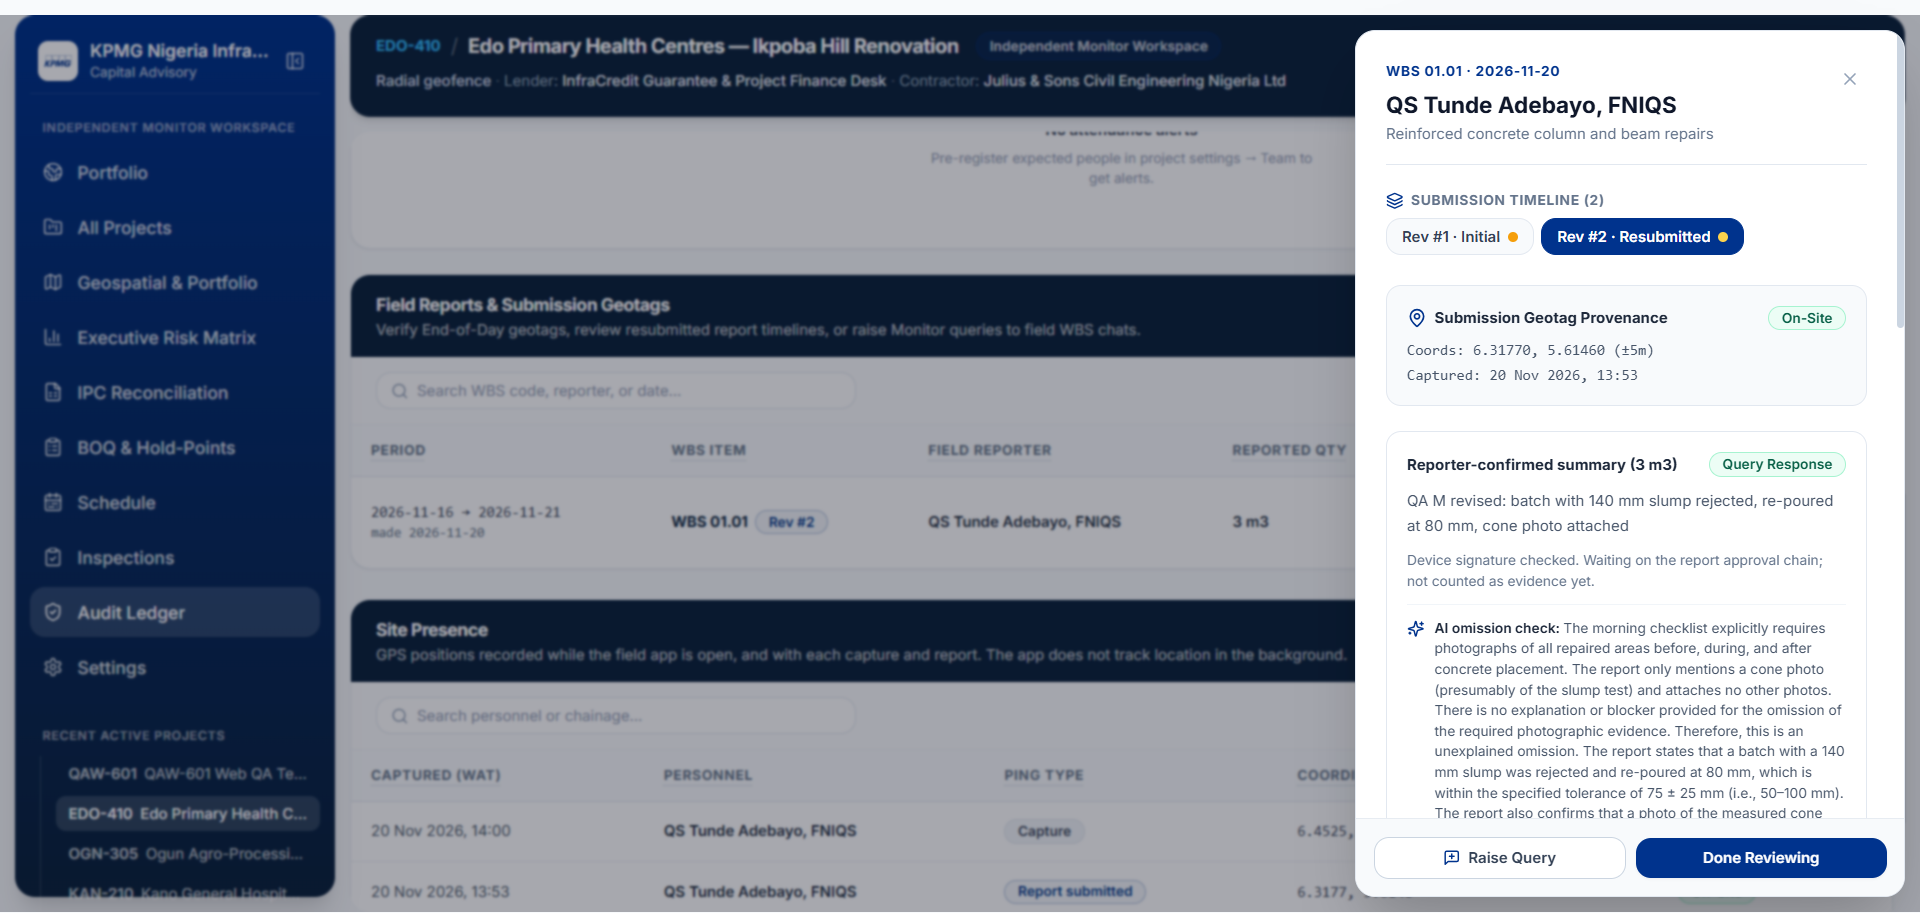 KPMG Nigeria Infra...
Capital Advisory
INDEPENDENT MONITOR WORKSPACE
Portfolio
All Projects
Geospatial & Portfolio
Executive Risk Matrix
IPC Reconciliation
BOQ & Hold-Points
Schedule
Inspections
Audit Ledger
Settings
RECENT ACTIVE PROJECTS
QAW-601 QAW-601 Web QA Te...
EDO-410 Edo Primary Health C...
OGN-305 Ogun Agro-Processi...
KAN-210 Kano General Hospit
EDO-410 / Edo Primary Health Centres — Ikpoba Hill Renovation Independent Monitor Workspace
Radial geofence · Lender: InfraCredit Guarantee & Project Finance Desk · Contractor: Julius & Sons Civil Engineering Nigeria Ltd
No attendance alerts
Pre-register expected people in project settings → Team to
get alerts.
Field Reports & Submission Geotags
Verify End-of-Day geotags, review resubmitted report timelines, or raise Monitor queries to field WBS chats.
Search WBS code, reporter, or date...
PERIOD WBS ITEM FIELD REPORTER REPORTED QTY
2026-11-16 → 2026-11-21
made 2026-11-20
WBS 01.01 Rev #2 QS Tunde Adebayo, FNIQS 3 m3
Site Presence
GPS positions recorded while the field app is open, and with each capture and report. The app does not track location in the background.
Search personnel or chainage...
CAPTURED (WAT) PERSONNEL PING TYPE COORDI
20 Nov 2026, 14:00 QS Tunde Adebayo, FNIQS Capture 6.4525,
20 Nov 2026, 13:53 QS Tunde Adebayo, FNIQS Report submitted 6.3177,
WBS 01.01 · 2026-11-20
QS Tunde Adebayo, FNIQS
Reinforced concrete column and beam repairs
SUBMISSION TIMELINE (2)
Rev #1 · Initial Rev #2 · Resubmitted
Submission Geotag Provenance On-Site
Coords: 6.31770, 5.61460 (±5m)
Captured: 20 Nov 2026, 13:53
Reporter-confirmed summary (3 m3) Query Response
QA M revised: batch with 140 mm slump rejected, re-poured
at 80 mm, cone photo attached
Device signature checked. Waiting on the report approval chain;
not counted as evidence yet.
AI omission check: The morning checklist explicitly requires
photographs of all repaired areas before, during, and after
concrete placement. The report only mentions a cone photo
(presumably of the slump test) and attaches no other photos.
There is no explanation or blocker provided for the omission of
the required photographic evidence. Therefore, this is an
unexplained omission. The report states that a batch with a 140
mm slump was rejected and re-poured at 80 mm, which is
within the specified tolerance of 75 ± 25 mm (i.e., 50–100 mm).
The report also confirms that a photo of the measured cone
Raise Query Done Reviewing